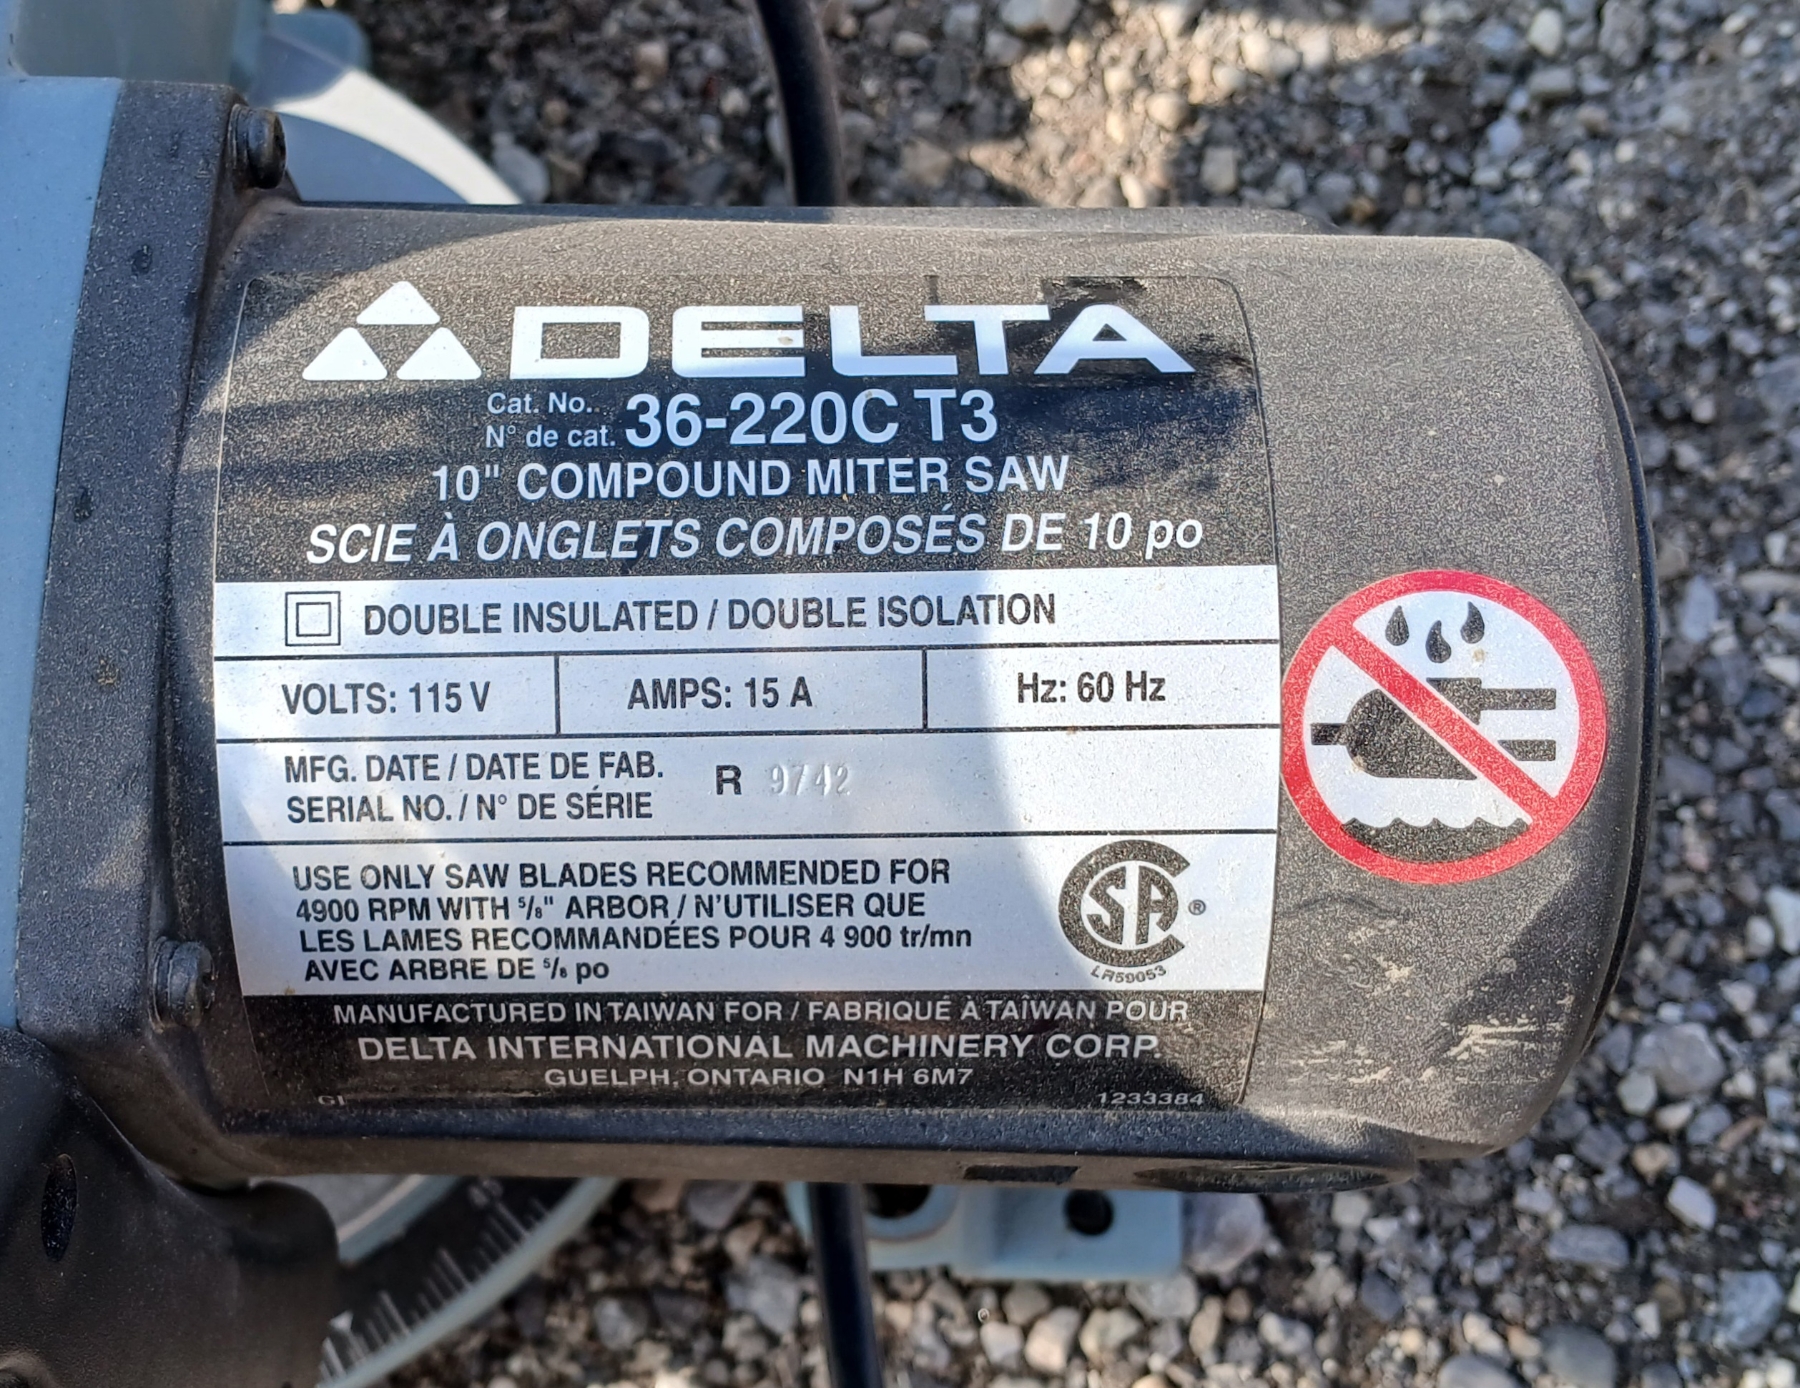 DELTA
Cat. No.
N° de cat. 36-220C T3
10" COMPOUND MITER SAW
SCIE À ONGLETS COMPOSÉS DE 10 po
DOUBLE INSULATED / DOUBLE ISOLATION
VOLTS: 115 V
AMPS: 15 A
Hz: 60 Hz
MFG. DATE / DATE DE FAB.
SERIAL NO. / N° DE SÉRIE
R 9742
USE ONLY SAW BLADES RECOMMENDED FOR
4900 RPM WITH 5/8" ARBOR / N'UTILISER QUE
LES LAMES RECOMMANDÉES POUR 4 900 tr/mn
AVEC ARBRE DE 5/8 po
CSA ®
LR59053
MANUFACTURED IN TAIWAN FOR / FABRIQUÉ À TAÏWAN POUR
DELTA INTERNATIONAL MACHINERY CORP.
GUELPH, ONTARIO N1H 6M7
1233384